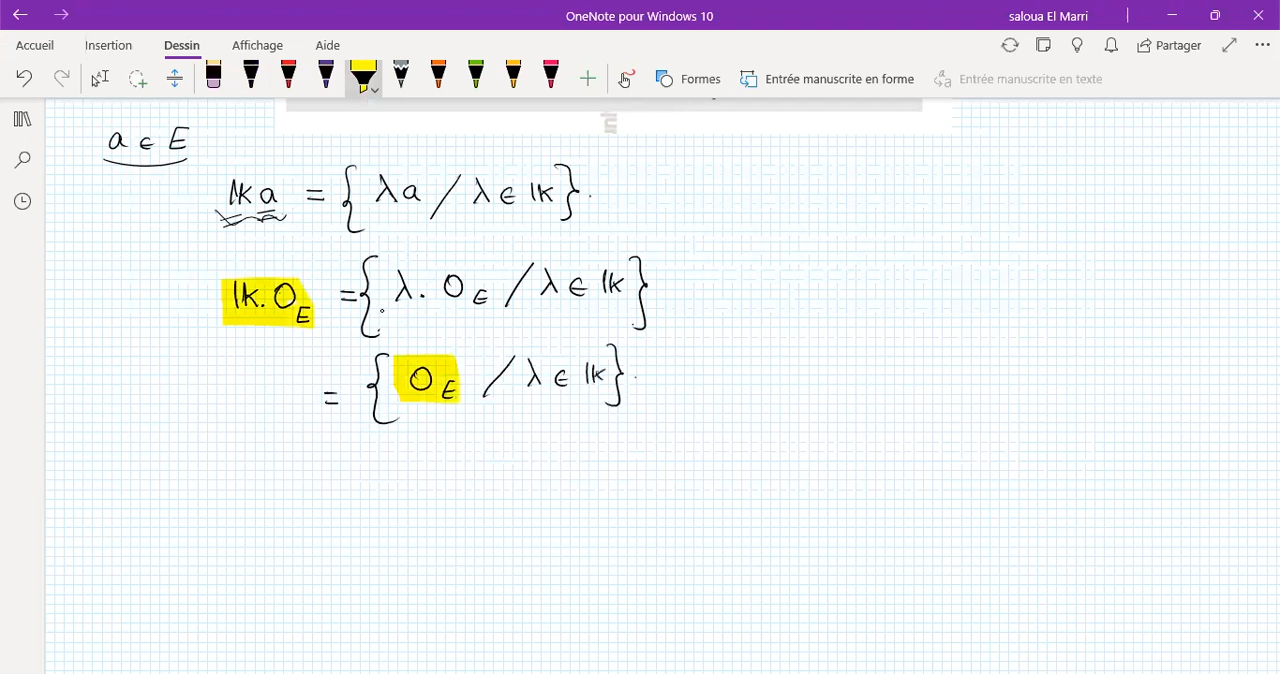 OneNote pour Windows 10
saloua El Marri
Accueil Insertion Dessin Affichage Aide
Partager
Formes Entrée manuscrite en forme Entrée manuscrite en texte
a ∈ E
𝕂a = {λa / λ ∈ 𝕂}.
𝕂.0_E = {λ.0_E / λ ∈ 𝕂}
= {0_E / λ ∈ 𝕂}.